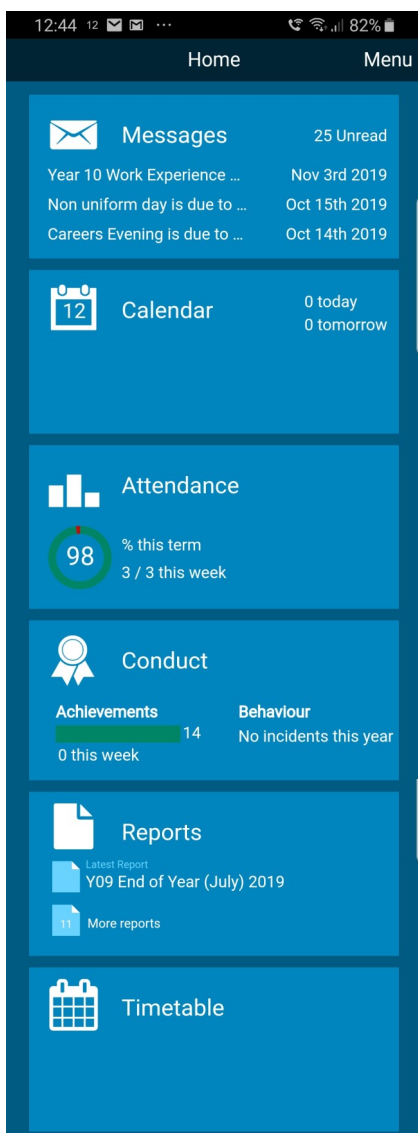 12:44 12 ... 82%
Home Menu
Messages 25 Unread
Year 10 Work Experience ... Nov 3rd 2019
Non uniform day is due to ... Oct 15th 2019
Careers Evening is due to ... Oct 14th 2019
12 Calendar 0 today
0 tomorrow
Attendance
98 % this term
3 / 3 this week
Conduct
Achievements Behaviour
14 No incidents this year
0 this week
Reports
Latest Report
Y09 End of Year (July) 2019
11 More reports
Timetable